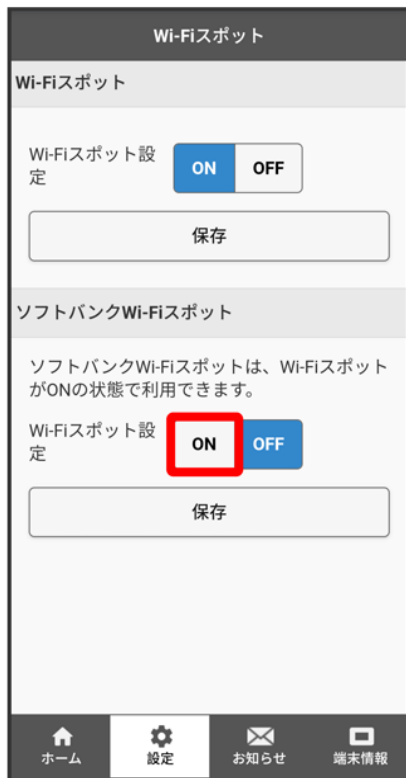 Wi-Fiスポット
Wi-Fiスポット
Wi-Fiスポット設
定
ON OFF
保存
ソフトバンクWi-Fiスポット
ソフトバンクWi-Fiスポットは、Wi-Fiスポット
がONの状態で利用できます。
Wi-Fiスポット設
定
ON OFF
保存
ホーム 設定 お知らせ 端末情報